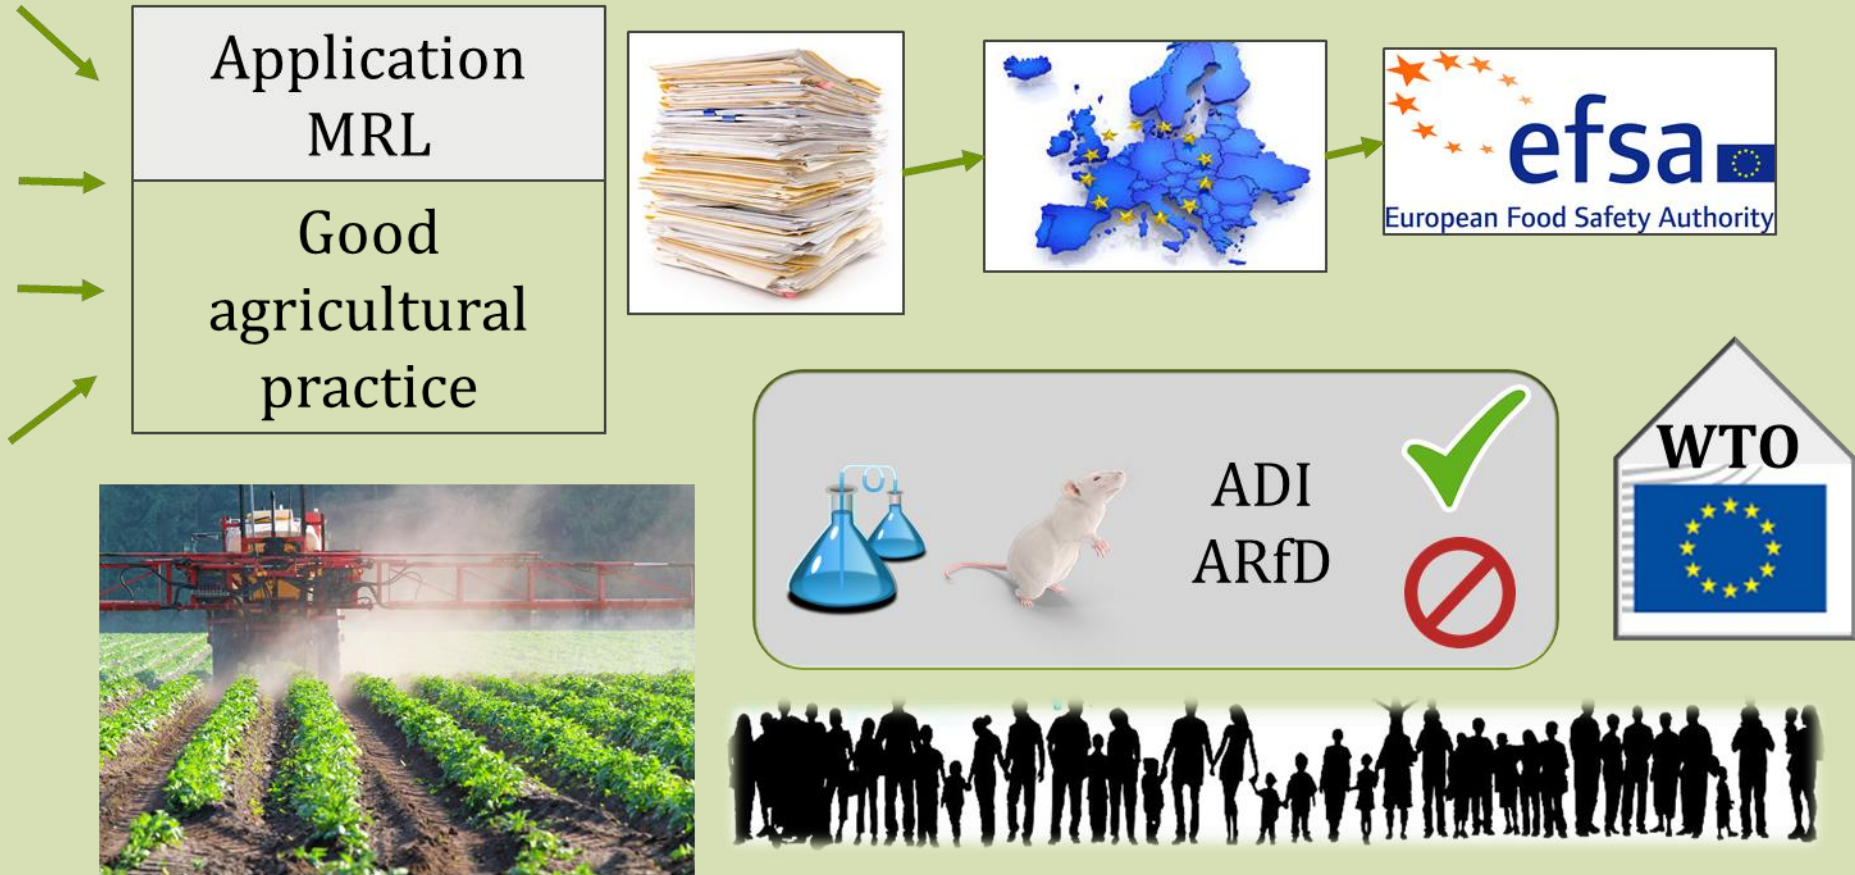 Application
MRL
Good
agricultural
practice
efsa
European Food Safety Authority
ADI
ARfD
WTO